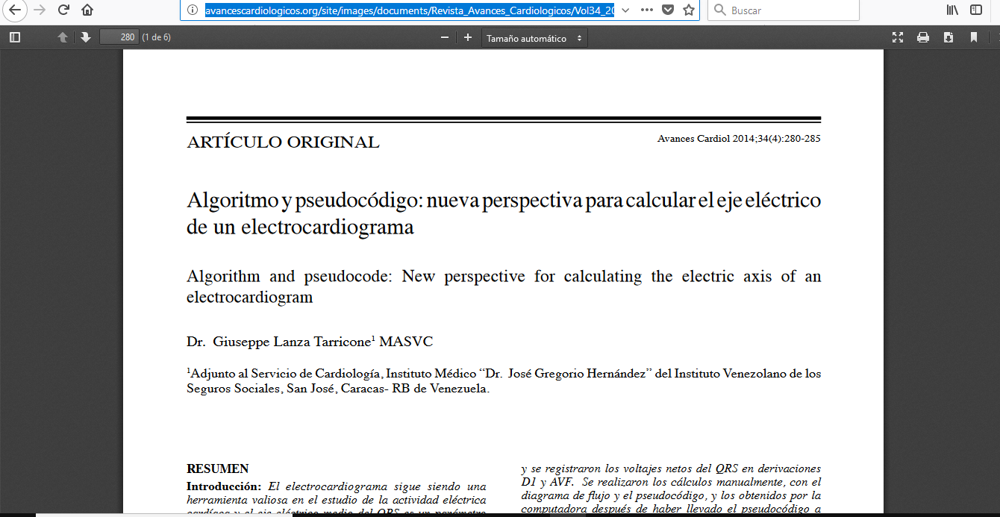 avancescardiologicos.org/site/images/documents/Revista_Avances_Cardiologicos/Vol34_20
Buscar
280 (1 de 6)
Tamaño automático
ARTÍCULO ORIGINAL
Avances Cardiol 2014;34(4):280-285
Algoritmo y pseudocódigo: nueva perspectiva para calcular el eje eléctrico
de un electrocardiograma
Algorithm and pseudocode: New perspective for calculating the electric axis of an
electrocardiogram
Dr. Giuseppe Lanza Tarricone¹ MASVC
¹Adjunto al Servicio de Cardiología, Instituto Médico “Dr. José Gregorio Hernández” del Instituto Venezolano de los
Seguros Sociales, San José, Caracas- RB de Venezuela.
RESUMEN
Introducción: El electrocardiograma sigue siendo una
herramienta valiosa en el estudio de la actividad eléctrica
cardíaca y el eje eléctrico medio del QRS es un parámetro
y se registraron los voltajes netos del QRS en derivaciones
D1 y AVF. Se realizaron los cálculos manualmente, con el
diagrama de flujo y el pseudocódigo, y los obtenidos por la
computadora después de haber llevado el pseudocódigo a